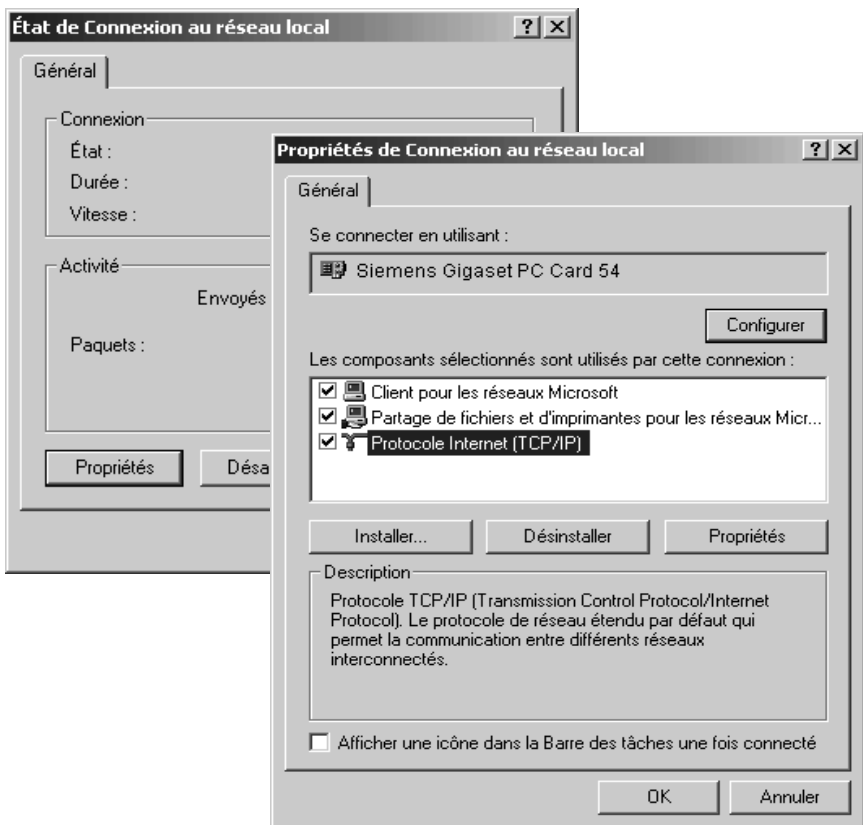 État de Connexion au réseau local
Général
Connexion
État :
Durée :
Vitesse :
Activité
Envoyés
Paquets :
Propriétés
Désa
Propriétés de Connexion au réseau local
Général
Se connecter en utilisant :
Siemens Gigaset PC Card 54
Configurer
Les composants sélectionnés sont utilisés par cette connexion :
Client pour les réseaux Microsoft
Partage de fichiers et d'imprimantes pour les réseaux Micr...
Protocole Internet (TCP/IP)
Installer...
Désinstaller
Propriétés
Description
Protocole TCP/IP (Transmission Control Protocol/Internet
Protocol). Le protocole de réseau étendu par défaut qui
permet la communication entre différents réseaux
interconnectés.
Afficher une icône dans la Barre des tâches une fois connecté
OK
Annuler